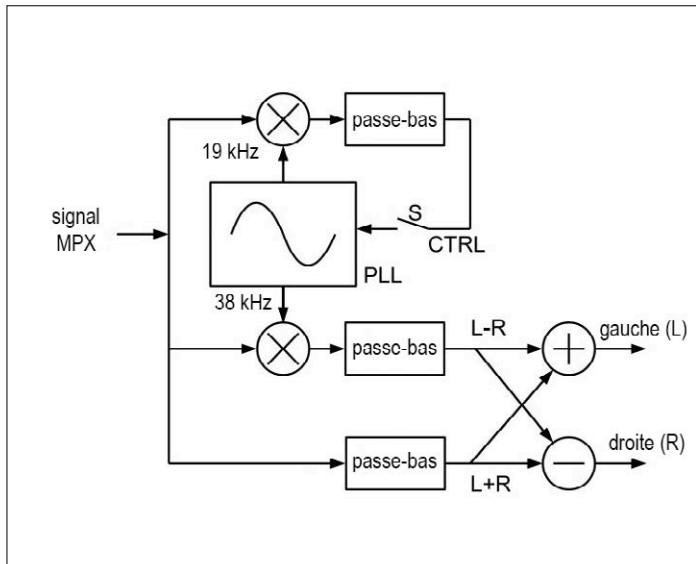 passe-bas
19 kHz
signal
MPX
S
CTRL
PLL
38 kHz
L-R
gauche (L)
passe-bas
droite (R)
passe-bas
L+R